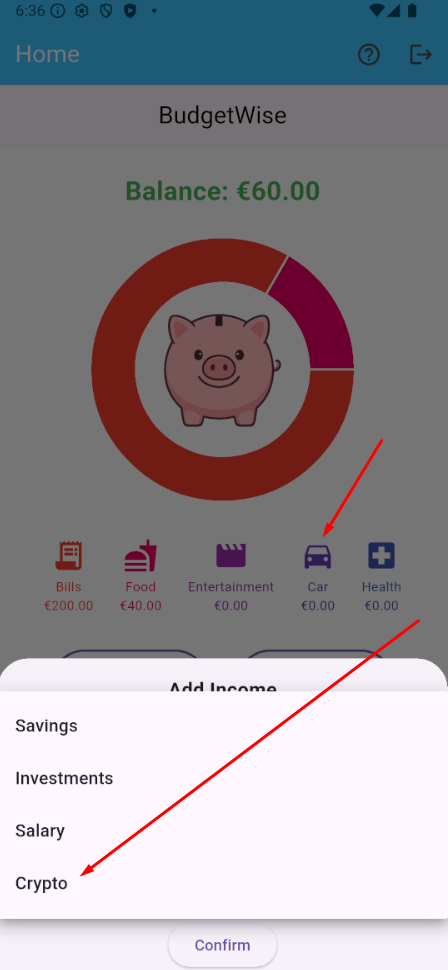 6:36
Home
BudgetWise
Balance: €60.00
Bills Food Entertainment Car Health
€200.00 €40.00 €0.00 €0.00 €0.00
Add Income
Savings
Investments
Salary
Crypto
Confirm